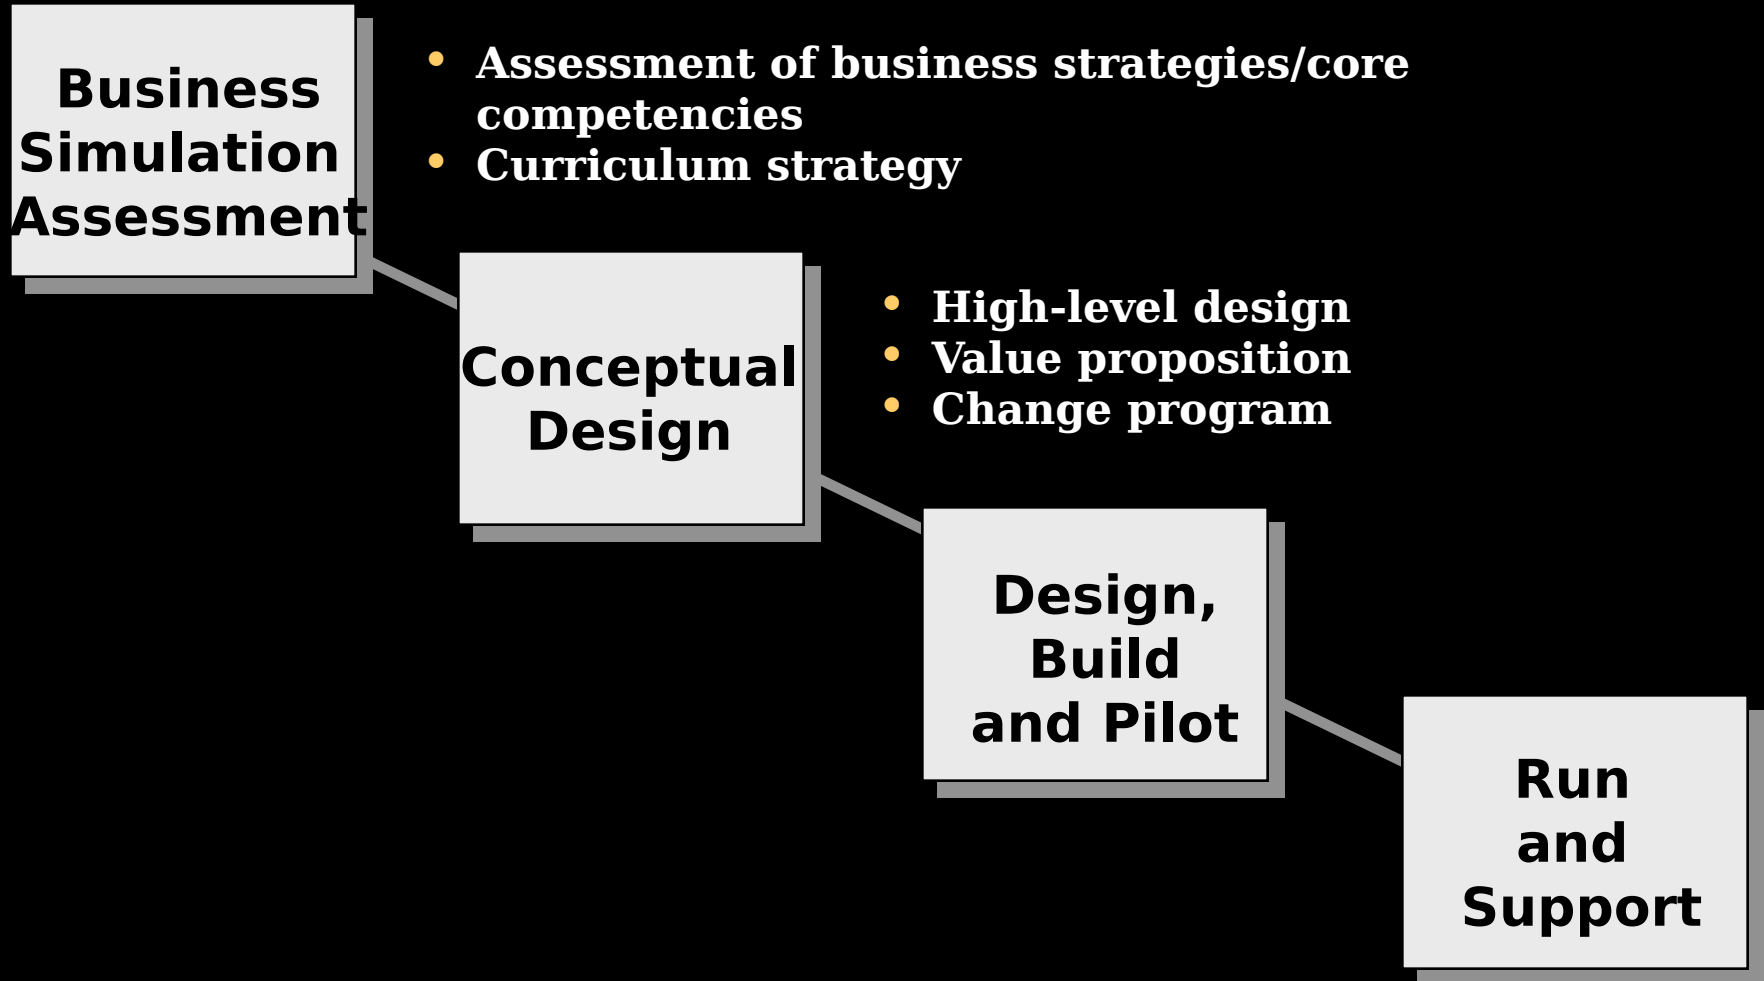 Business
Simulation
Assessment
• Assessment of business strategies/core
competencies
• Curriculum strategy
Conceptual
Design
• High-level design
• Value proposition
• Change program
Design,
Build
and Pilot
Run
and
Support